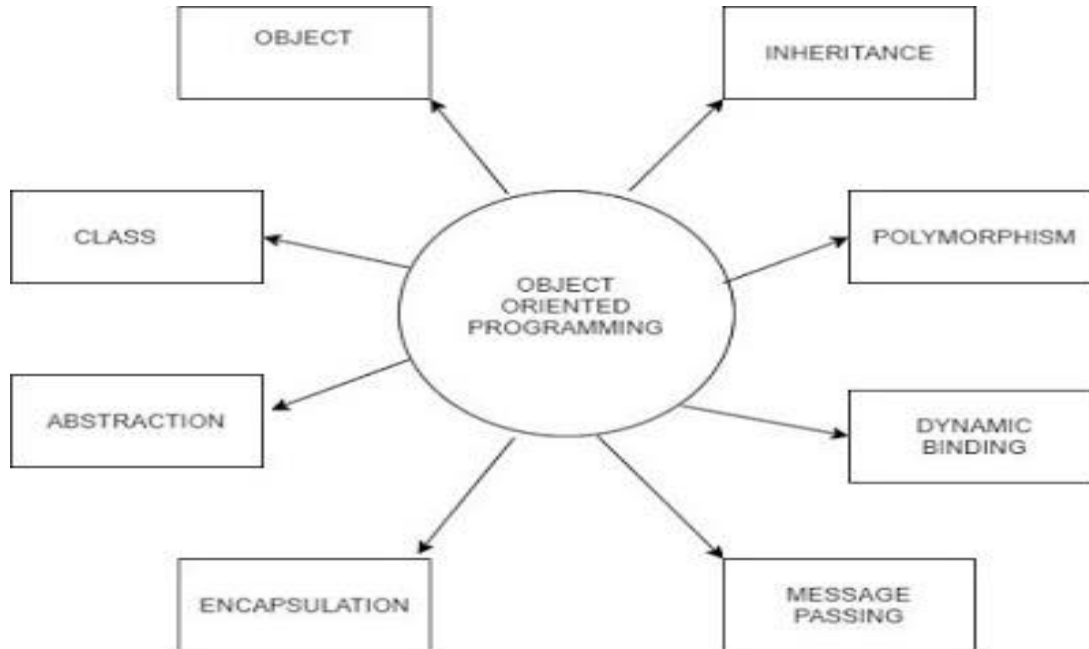 OBJECT
INHERITANCE
CLASS
POLYMORPHISM
OBJECT
ORIENTED
PROGRAMMING
ABSTRACTION
DYNAMIC
BINDING
ENCAPSULATION
MESSAGE
PASSING